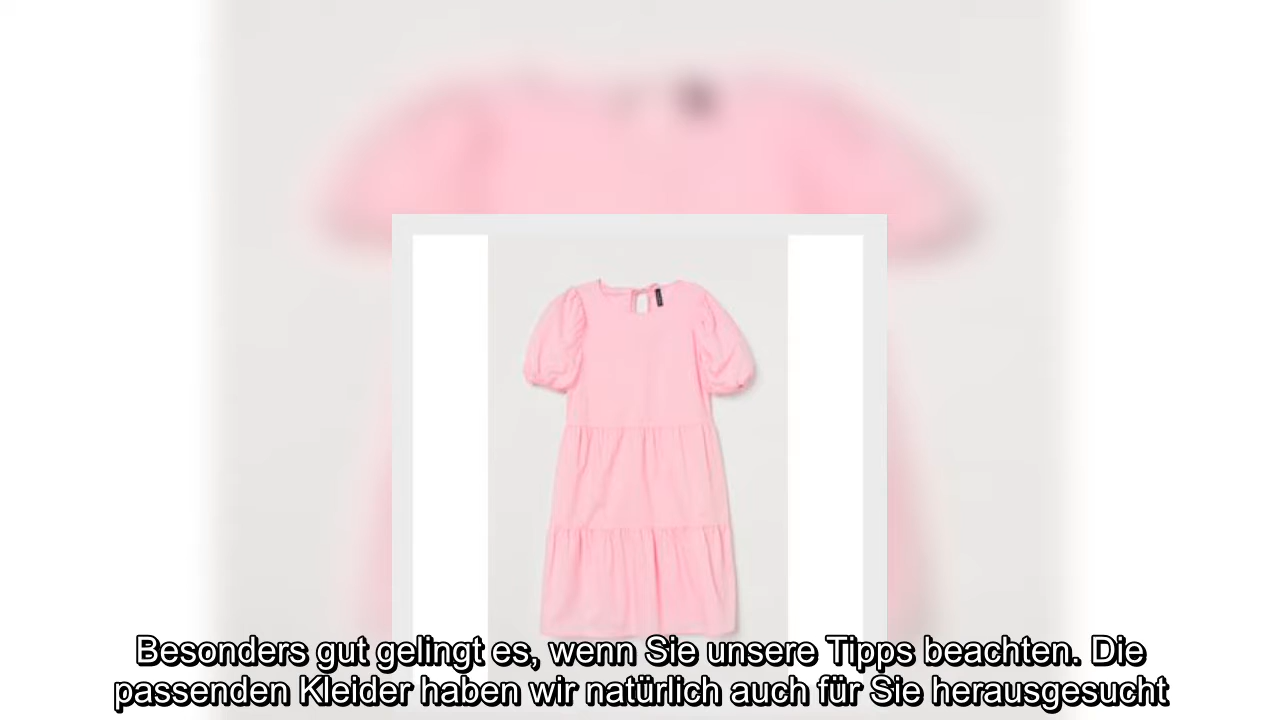 Besonders gut gelingt es, wenn Sie unsere Tipps beachten. Die
passenden Kleider haben wir natürlich auch für Sie herausgesucht